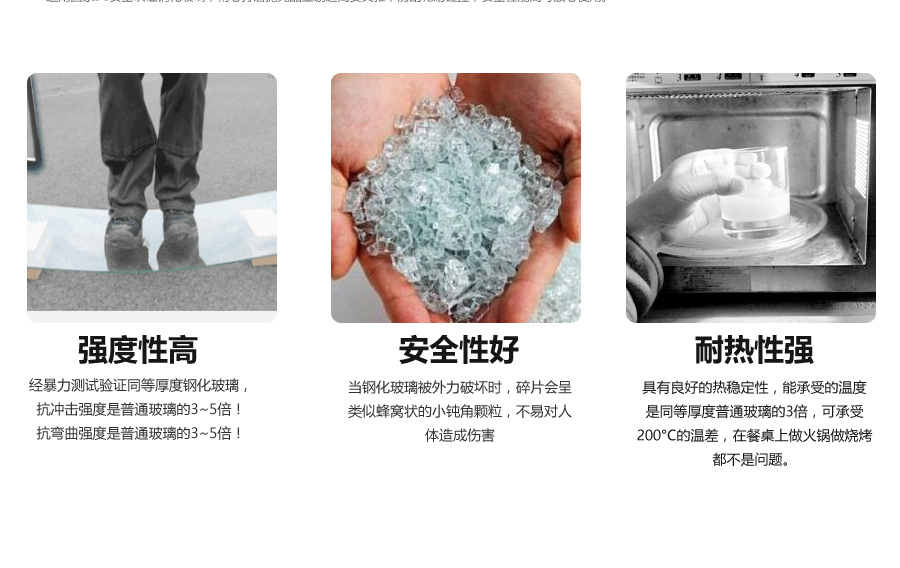 强度性高
经暴力测试验证同等厚度钢化玻璃，
抗冲击强度是普通玻璃的3~5倍！
抗弯曲强度是普通玻璃的3~5倍！
安全性好
当钢化玻璃被外力破坏时，碎片会呈
类似蜂窝状的小钝角颗粒，不易对人
体造成伤害
耐热性强
具有良好的热稳定性，能承受的温度
是同等厚度普通玻璃的3倍，可承受
200°C的温差，在餐桌上做火锅做烧烤
都不是问题。